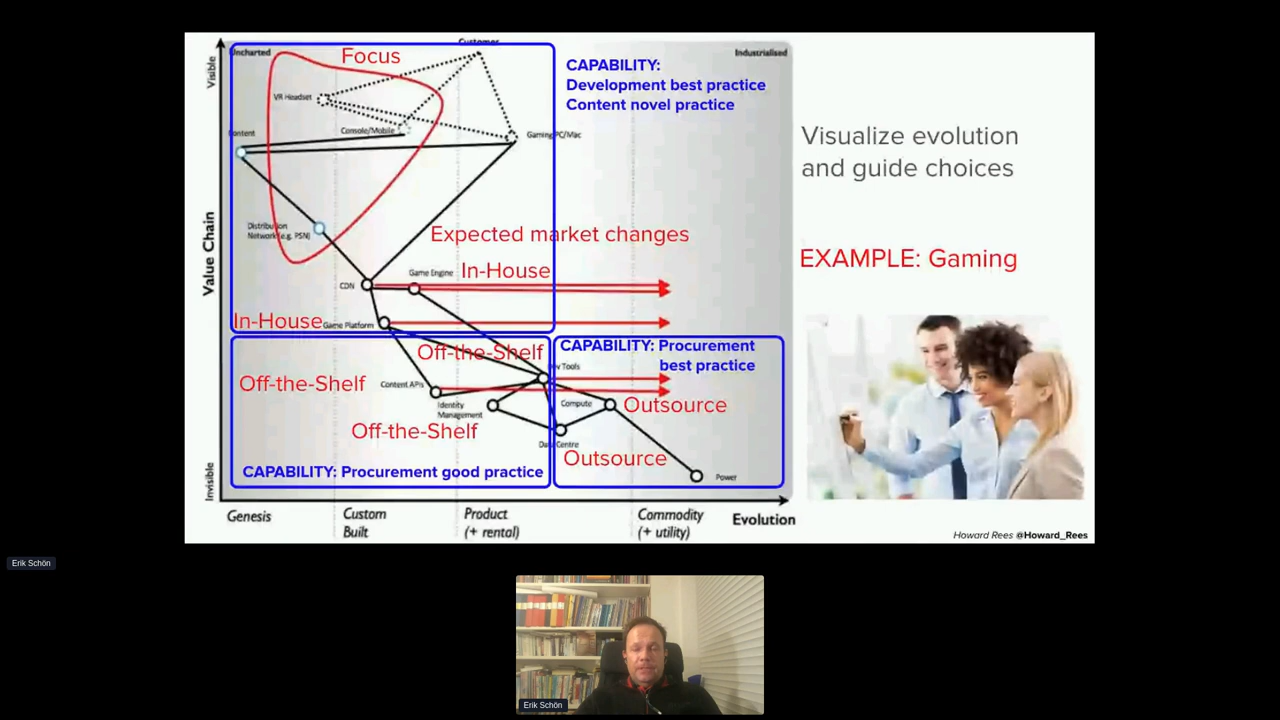 Customer
Uncharted
Focus
Industrialised
Visible
CAPABILITY:
Development best practice
Content novel practice
VR Headset
Console/Mobile
Gaming PC/Mac
Visualize evolution
and guide choices
Value Chain
Distribution
Network (e.g. PSN)
Expected market changes
EXAMPLE: Gaming
Game Engine
In-House
CDN
In-House
Game Platform
Off-the-Shelf
CAPABILITY: Procurement
best practice
Dev Tools
Off-the-Shelf
Content APIs
Identity
Management
Compute
Outsource
Off-the-Shelf
Data Centre
Outsource
CAPABILITY: Procurement good practice
Power
Invisible
Genesis
Custom
Built
Product
(+ rental)
Commodity
(+ utility)
Evolution
Howard Rees @Howard_Rees
Erik Schön
Erik Schön